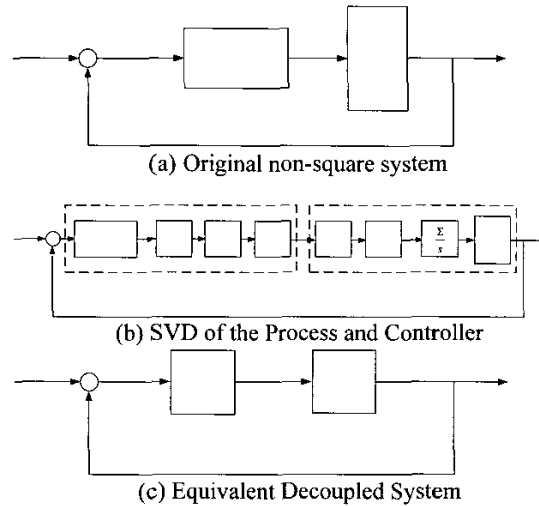 (a) Original non-square system
Σ
s
(b) SVD of the Process and Controller
(c) Equivalent Decoupled System